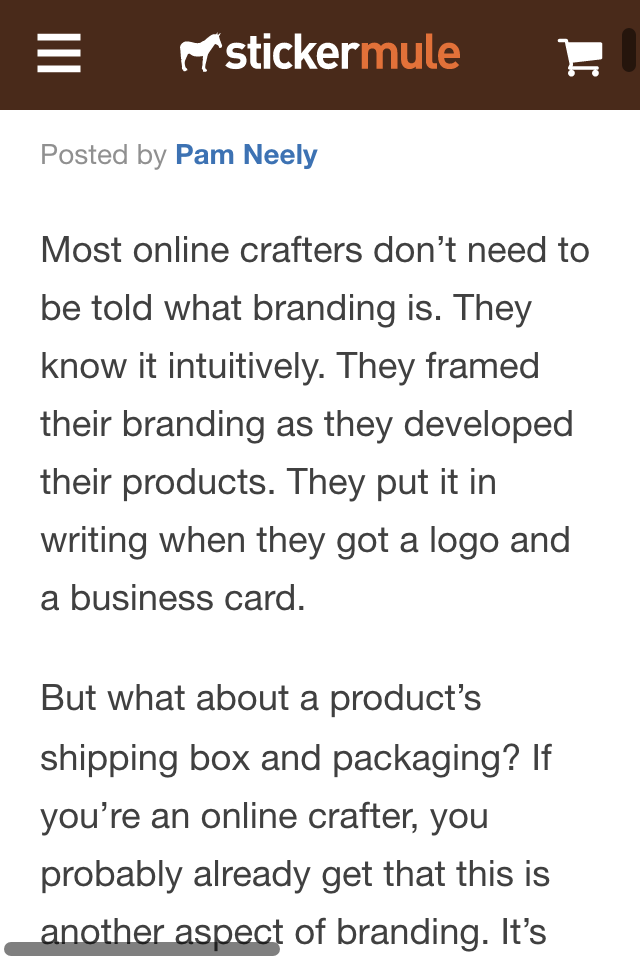 stickermule
Posted by Pam Neely
Most online crafters don’t need to
be told what branding is. They
know it intuitively. They framed
their branding as they developed
their products. They put it in
writing when they got a logo and
a business card.
But what about a product’s
shipping box and packaging? If
you’re an online crafter, you
probably already get that this is
another aspect of branding. It’s